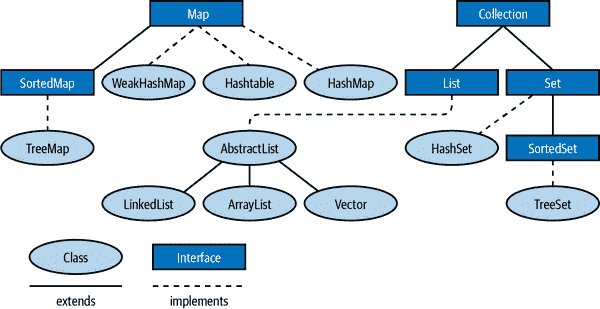 Map
Collection
SortedMap
WeakHashMap
Hashtable
HashMap
List
Set
TreeMap
AbstractList
HashSet
SortedSet
LinkedList
ArrayList
Vector
TreeSet
Class
Interface
extends
implements